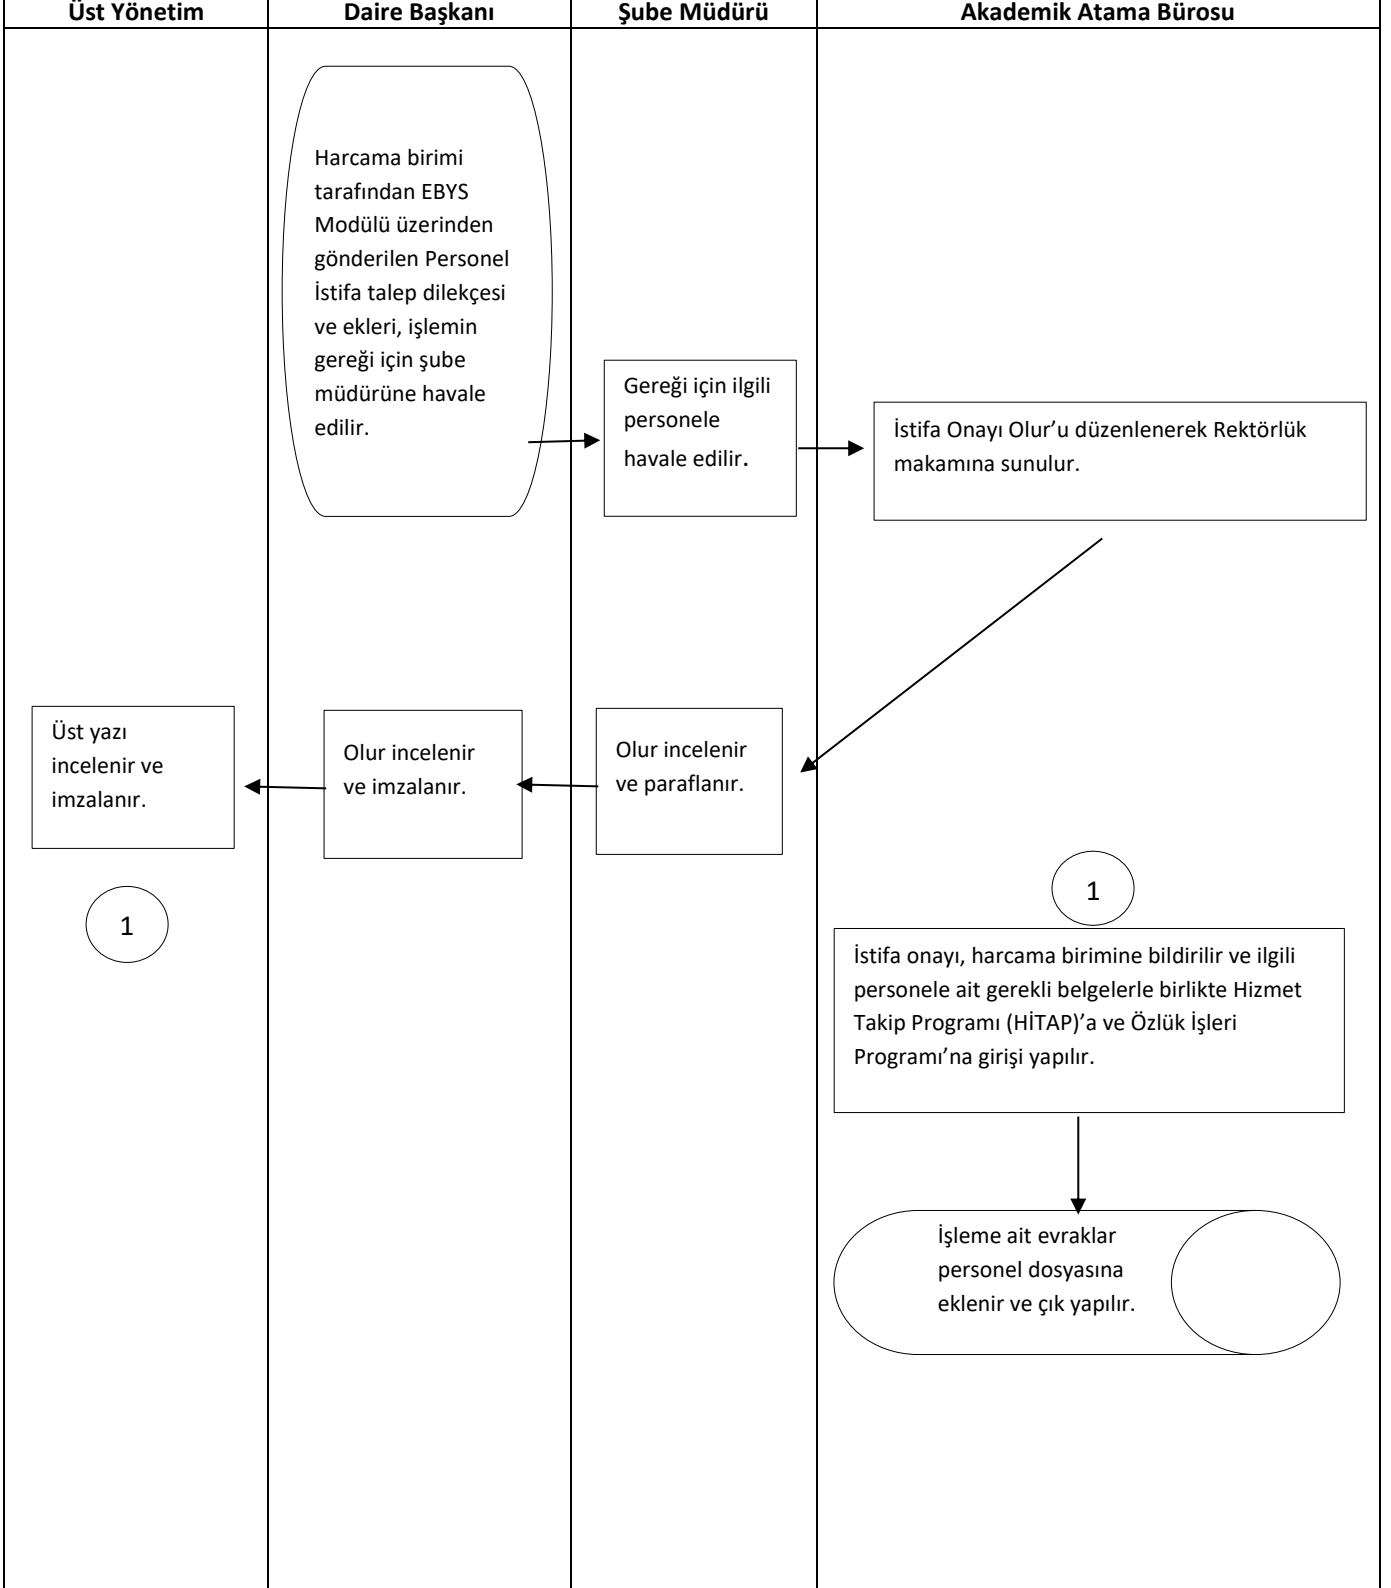 Üst Yönetim
Daire Başkanı
Şube Müdürü
Akademik Atama Bürosu
Harcama birimi
tarafından EBYS
Modülü üzerinden
gönderilen Personel
İstifa talep dilekçesi
ve ekleri, işlemin
gereği için şube
müdürüne havale
edilir.
Gereği için ilgili
personele
havale edilir.
İstifa Onayı Olur’u düzenlenerek Rektörlük
makamına sunulur.
Üst yazı
incelenir ve
imzalanır.
Olur incelenir
ve imzalanır.
Olur incelenir
ve paraflanır.
1
1
İstifa onayı, harcama birimine bildirilir ve ilgili
personele ait gerekli belgelerle birlikte Hizmet
Takip Programı (HİTAP)’a ve Özlük İşleri
Programı’na girişi yapılır.
İşleme ait evraklar
personel dosyasına
eklenir ve çık yapılır.